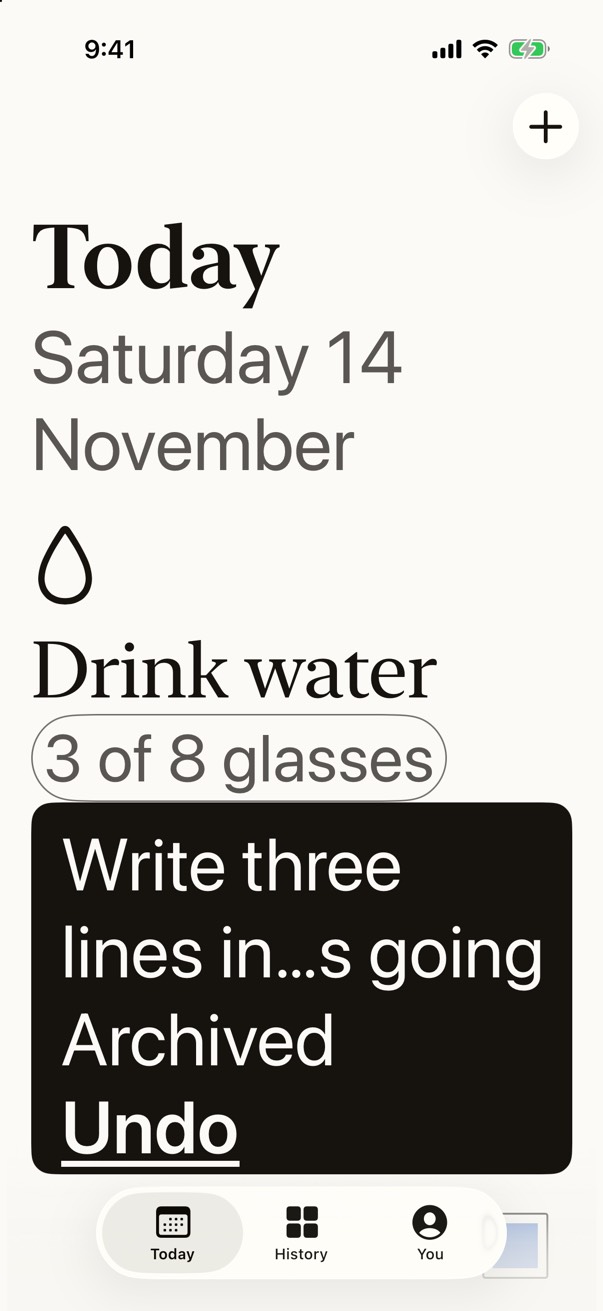 9:41
Today
Saturday 14
November
Drink water
3 of 8 glasses
Write three
lines in…s going
Archived
Undo
Today
History
You